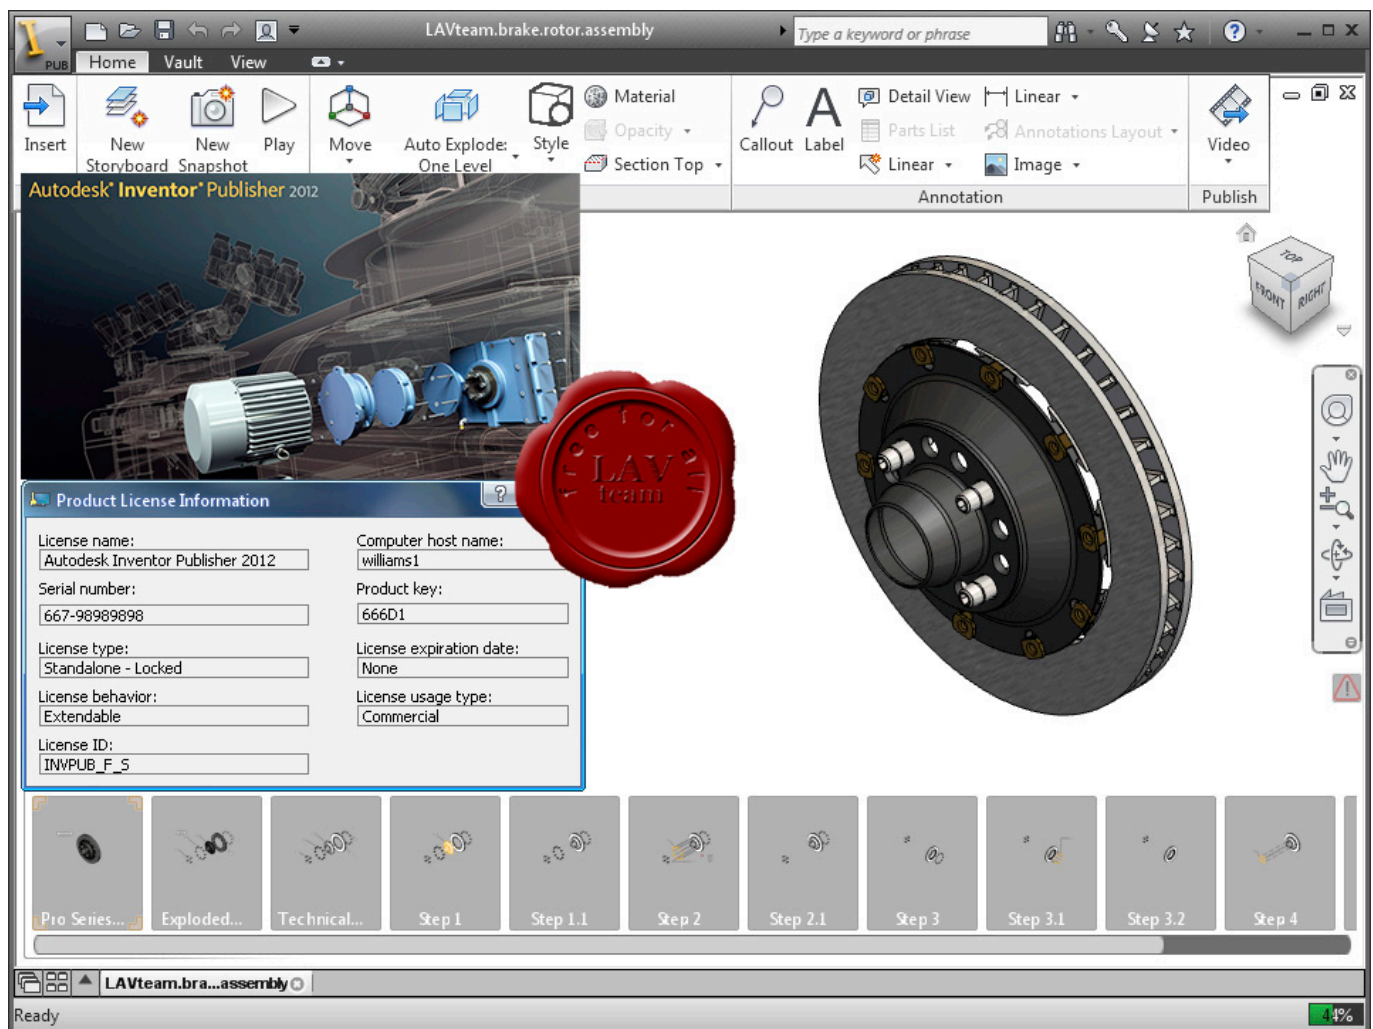 LAVteam.brake.rotor.assembly
Type a keyword or phrase
PUB
Home Vault View
Insert
New Storyboard
New Snapshot
Play
Move
Auto Explode: One Level
Style
Material
Opacity
Section Top
Callout
Label
Detail View
Parts List
Linear
Linear
Annotations Layout
Image
Video
Annotation
Publish
Autodesk® Inventor® Publisher 2012
TOP
FRONT
RIGHT
free for all
LAV
team
Product License Information
License name:
Autodesk Inventor Publisher 2012
Computer host name:
williams1
Serial number:
667-98989898
Product key:
666D1
License type:
Standalone - Locked
License expiration date:
None
License behavior:
Extendable
License usage type:
Commercial
License ID:
INVPUB_F_S
Pro Series...
Exploded...
Technical...
Step 1
Step 1.1
Step 2
Step 2.1
Step 3
Step 3.1
Step 3.2
Step 4
LAVteam.bra...assembly
Ready
44%